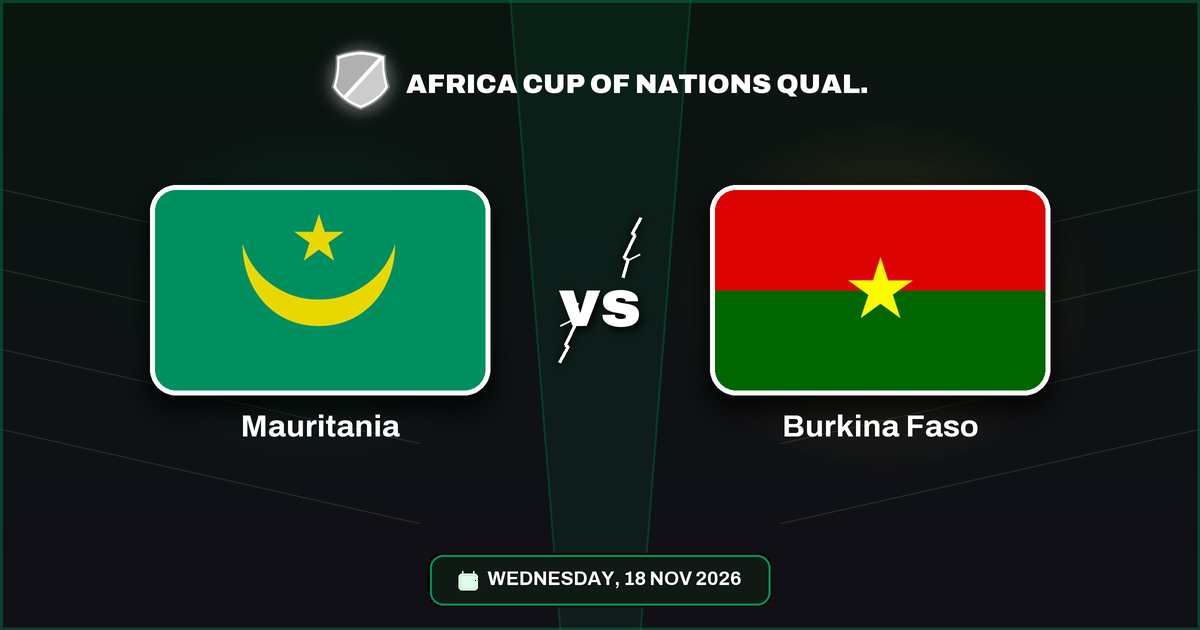 AFRICA CUP OF NATIONS QUAL.
VS
Mauritania
Burkina Faso
WEDNESDAY, 18 NOV 2026